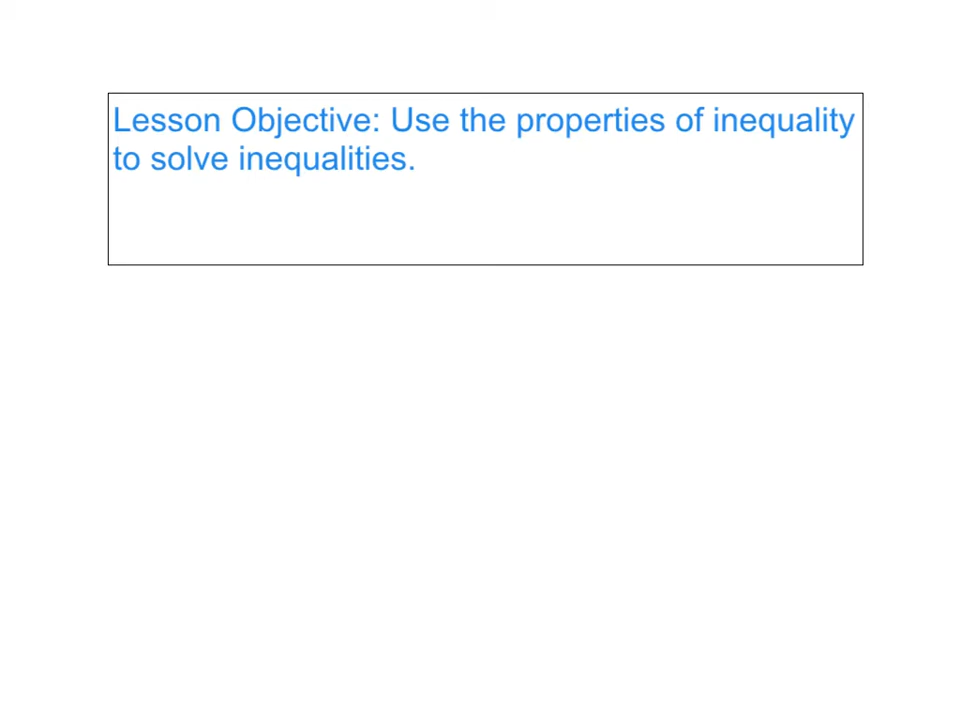 Lesson Objective: Use the properties of inequality
to solve inequalities.